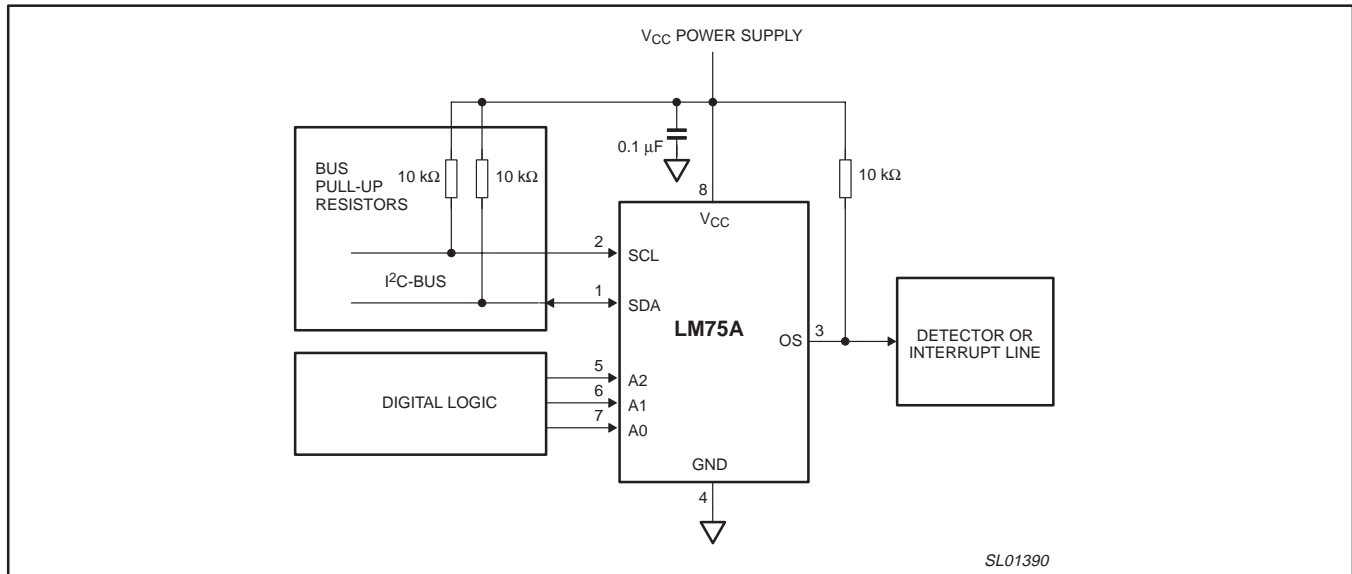 VCC POWER SUPPLY
BUS
PULL-UP
RESISTORS
10 kΩ
10 kΩ
0.1 μF
10 kΩ
8
VCC
2
SCL
I²C-BUS
1
SDA
LM75A
OS
3
DETECTOR OR
INTERRUPT LINE
DIGITAL LOGIC
5
A2
6
A1
7
A0
GND
4
SL01390